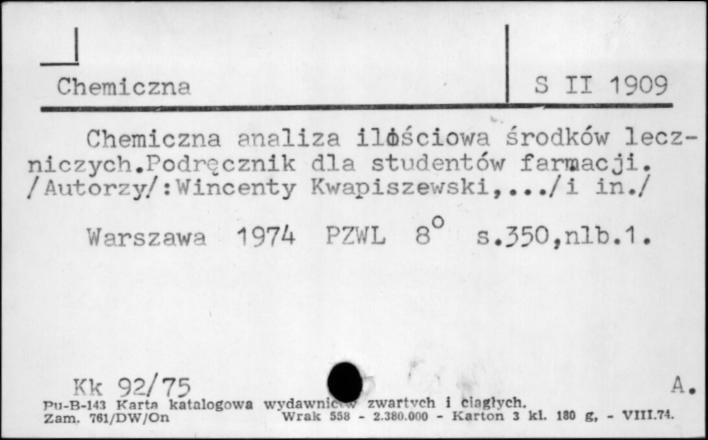 Chemiczna S II 1909
Chemiczna analiza ilościowa środków lecz-
niczych.Podręcznik dla studentów farmacji.
/Autorzy/:Wincenty Kwapiszewski,.../i in./
Warszawa 1974 PZWL 8° s.350,nlb.1.
Kk 92/75 A.
Pu-B-143 Karta katalogowa wydawnictw zwartych i ciągłych.
Zam. 761/DW/On Wrak 558 - 2.380.000 - Karton 3 kl. 180 g, - VIII.74.